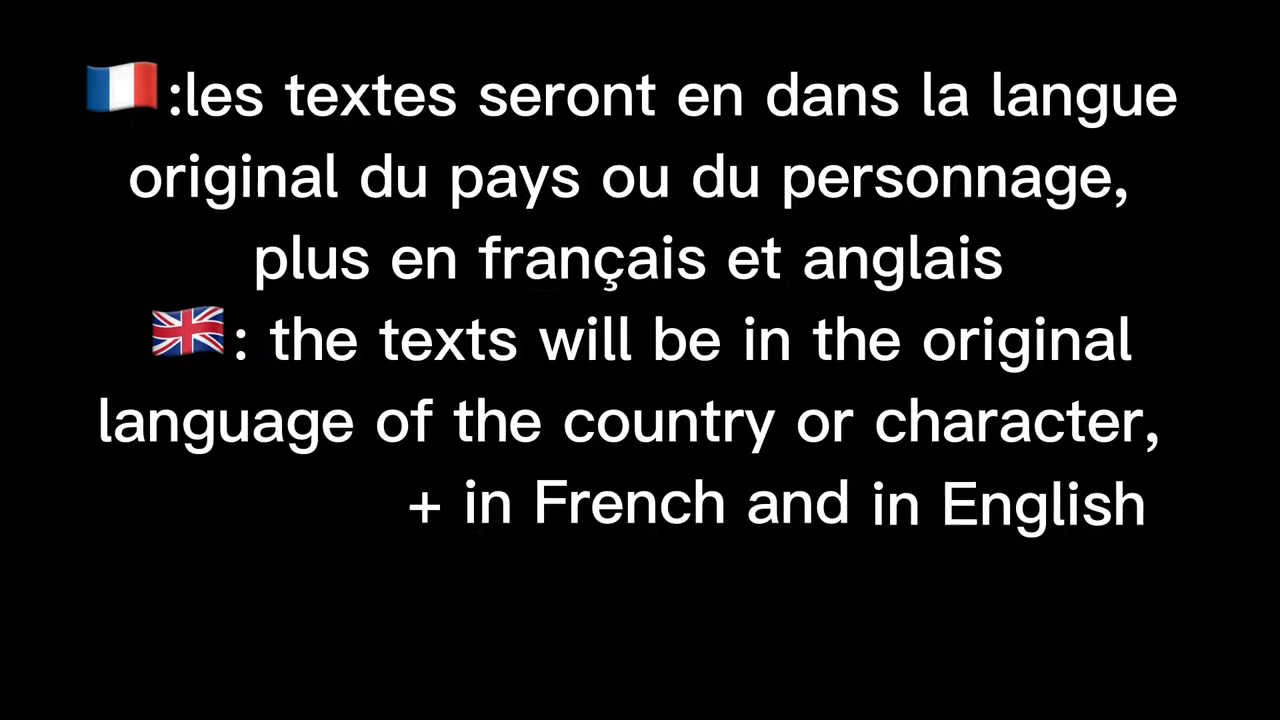 🇫🇷:les textes seront en dans la langue
original du pays ou du personnage,
plus en français et anglais
🇬🇧: the texts will be in the original
language of the country or character,
+ in French and in English